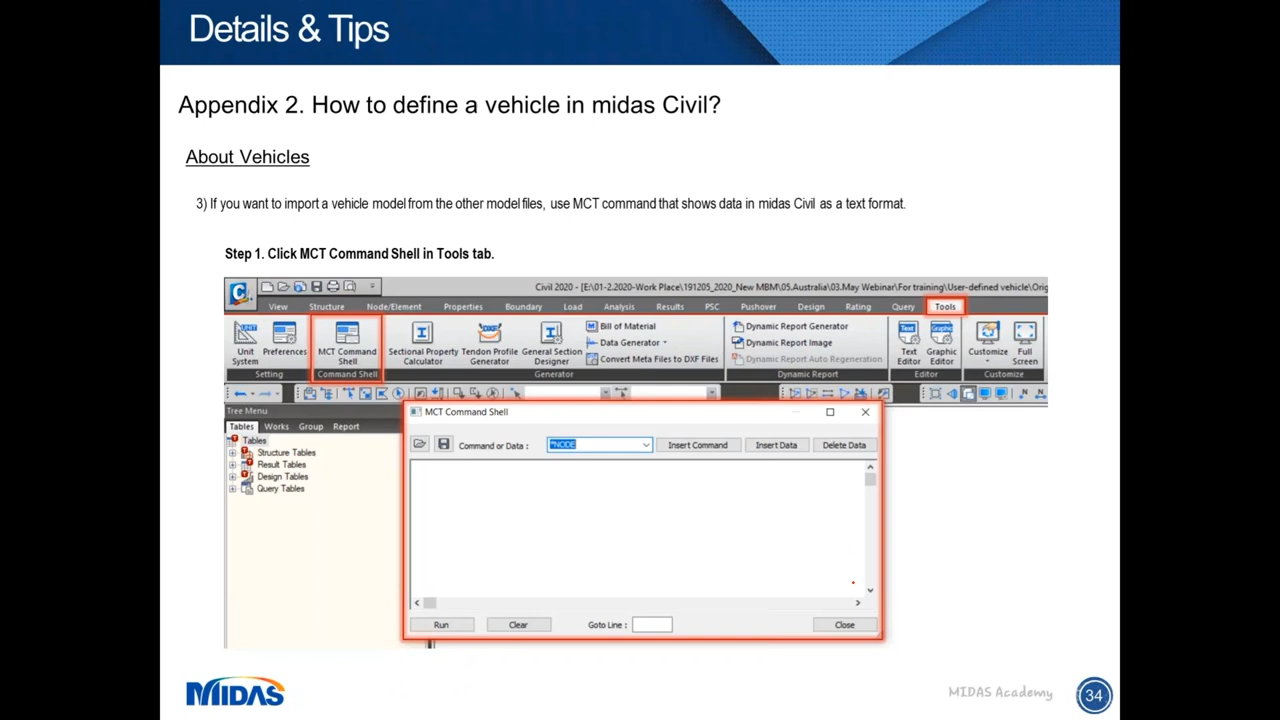 Details & Tips
Appendix 2. How to define a vehicle in midas Civil?
About Vehicles
3) If you want to import a vehicle model from the other model files, use MCT command that shows data in midas Civil as a text format.
Step 1. Click MCT Command Shell in Tools tab.
Civil 2020 - [E:\01-2.2020-Work Place\191205_2020_New MBM\05.Australia\03.May Webinar\For training\User-defined vehicle\Orig
View Structure Node/Element Properties Boundary Load Analysis Results PSC Pushover Design Rating Query Tools
Unit System
Preferences
Setting
MCT Command Shell
Command Shell
Sectional Property Calculator
Tendon Profile Generator
General Section Designer
Bill of Material
Data Generator
Convert Meta Files to DXF Files
Generator
Dynamic Report Generator
Dynamic Report Image
Dynamic Report Auto Regeneration
Dynamic Report
Text Editor
Graphic Editor
Editor
Customize
Full Screen
Customize
Tree Menu
Tables Works Group Report
Tables
Structure Tables
Result Tables
Design Tables
Query Tables
MCT Command Shell
Command or Data : *NODE Insert Command Insert Data Delete Data
Run Clear Goto Line : Close
MIDAS
MIDAS Academy
34